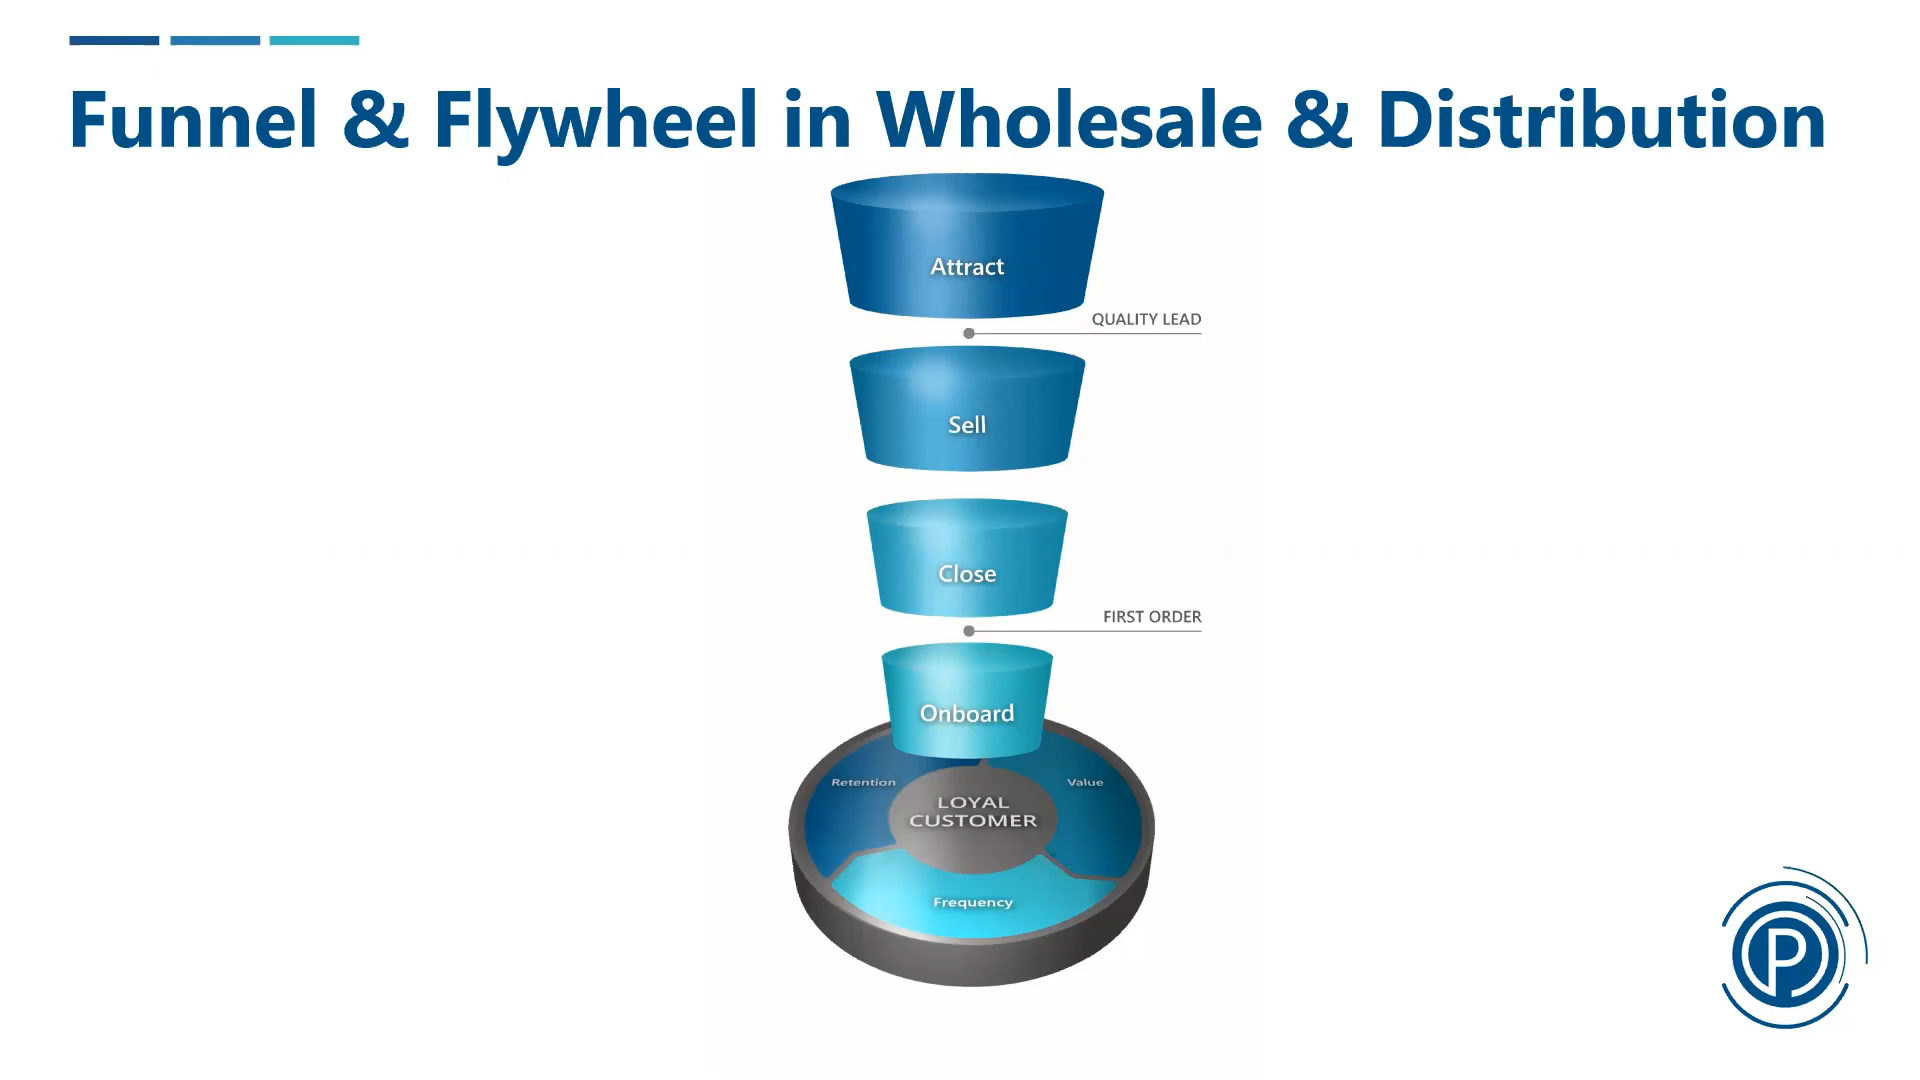 Funnel & Flywheel in Wholesale & Distribution
Attract
QUALITY LEAD
Sell
Close
FIRST ORDER
Onboard
Retention
Value
LOYAL
CUSTOMER
Frequency
P